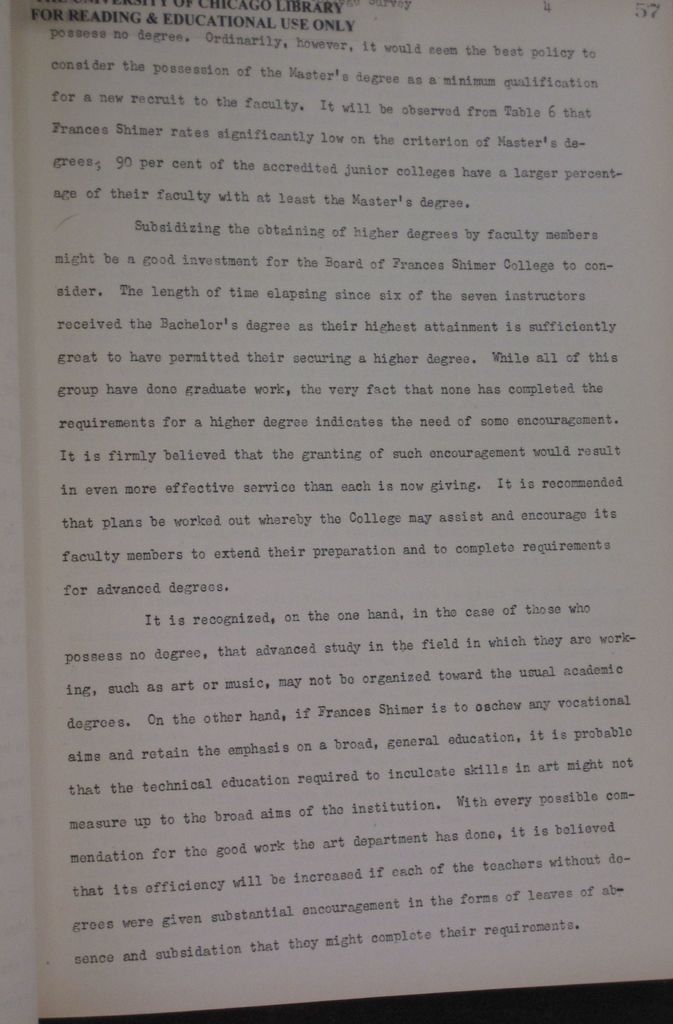 UNIVERSITY OF CHICAGO LIBRARY Survey 4 57
FOR READING & EDUCATIONAL USE ONLY
possess no degree. Ordinarily, however, it would seem the best policy to
consider the possession of the Master's degree as a minimum qualification
for a new recruit to the faculty. It will be observed from Table 6 that
Frances Shimer rates significantly low on the criterion of Master's de-
grees; 90 per cent of the accredited junior colleges have a larger percent-
age of their faculty with at least the Master's degree.
Subsidizing the obtaining of higher degrees by faculty members
might be a good investment for the Board of Frances Shimer College to con-
sider. The length of time elapsing since six of the seven instructors
received the Bachelor's degree as their highest attainment is sufficiently
great to have permitted their securing a higher degree. While all of this
group have done graduate work, the very fact that none has completed the
requirements for a higher degree indicates the need of some encouragement.
It is firmly believed that the granting of such encouragement would result
in even more effective service than each is now giving. It is recommended
that plans be worked out whereby the College may assist and encourage its
faculty members to extend their preparation and to complete requirements
for advanced degrees.
It is recognized, on the one hand, in the case of those who
possess no degree, that advanced study in the field in which they are work-
ing, such as art or music, may not be organized toward the usual academic
degrees. On the other hand, if Frances Shimer is to eschew any vocational
aims and retain the emphasis on a broad, general education, it is probable
that the technical education required to inculcate skills in art might not
measure up to the broad aims of the institution. With every possible com-
mendation for the good work the art department has done, it is believed
that its efficiency will be increased if each of the teachers without de-
grees were given substantial encouragement in the forms of leaves of ab-
sence and subsidation that they might complete their requirements.